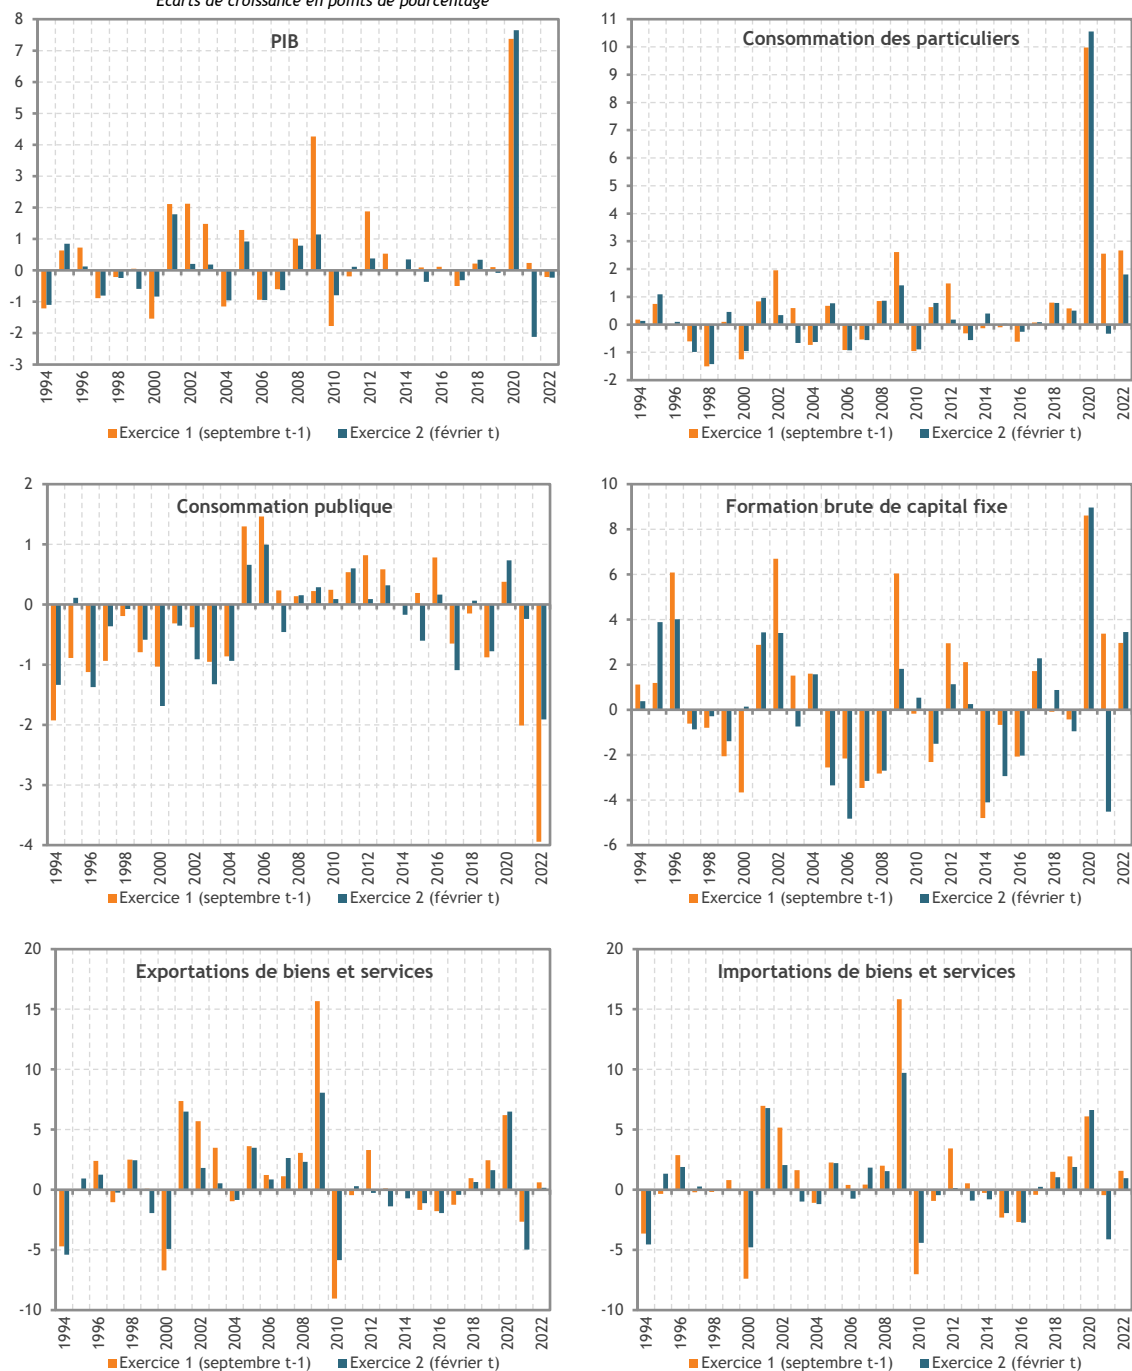 Ecarts de croissance en points de pourcentage
PIB
8
7
6
5
4
3
2
1
0
-1
-2
-3
1994 1996 1998 2000 2002 2004 2006 2008 2010 2012 2014 2016 2018 2020 2022
Exercice 1 (septembre t-1) Exercice 2 (février t)
Consommation des particuliers
11
10
9
8
7
6
5
4
3
2
1
0
-1
-2
1994 1996 1998 2000 2002 2004 2006 2008 2010 2012 2014 2016 2018 2020 2022
Exercice 1 (septembre t-1) Exercice 2 (février t)
Consommation publique
2
1
0
-1
-2
-3
-4
1994 1996 1998 2000 2002 2004 2006 2008 2010 2012 2014 2016 2018 2020 2022
Exercice 1 (septembre t-1) Exercice 2 (février t)
Formation brute de capital fixe
10
8
6
4
2
0
-2
-4
-6
1994 1996 1998 2000 2002 2004 2006 2008 2010 2012 2014 2016 2018 2020 2022
Exercice 1 (septembre t-1) Exercice 2 (février t)
Exportations de biens et services
20
15
10
5
0
-5
-10
1994 1996 1998 2000 2002 2004 2006 2008 2010 2012 2014 2016 2018 2020 2022
Exercice 1 (septembre t-1) Exercice 2 (février t)
Importations de biens et services
20
15
10
5
0
-5
-10
1994 1996 1998 2000 2002 2004 2006 2008 2010 2012 2014 2016 2018 2020 2022
Exercice 1 (septembre t-1) Exercice 2 (février t)